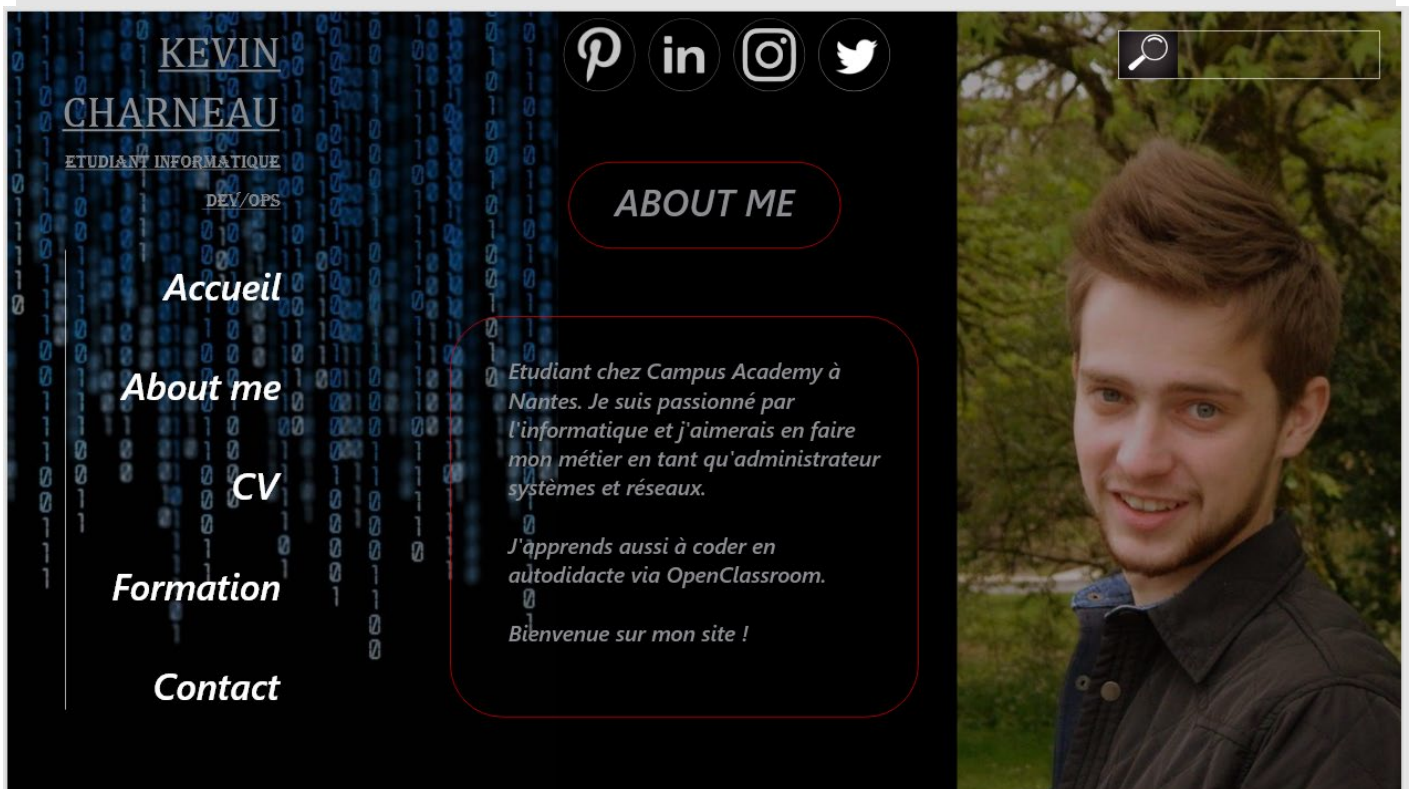 KEVIN
CHARNEAU
ETUDIANT INFORMATIQUE
DEV/OPS
Accueil
About me
CV
Formation
Contact
in
ABOUT ME
Etudiant chez Campus Academy à
Nantes. Je suis passionné par
l'informatique et j'aimerais en faire
mon métier en tant qu'administrateur
systèmes et réseaux.
J'apprends aussi à coder en
autodidacte via OpenClassroom.
Bienvenue sur mon site !